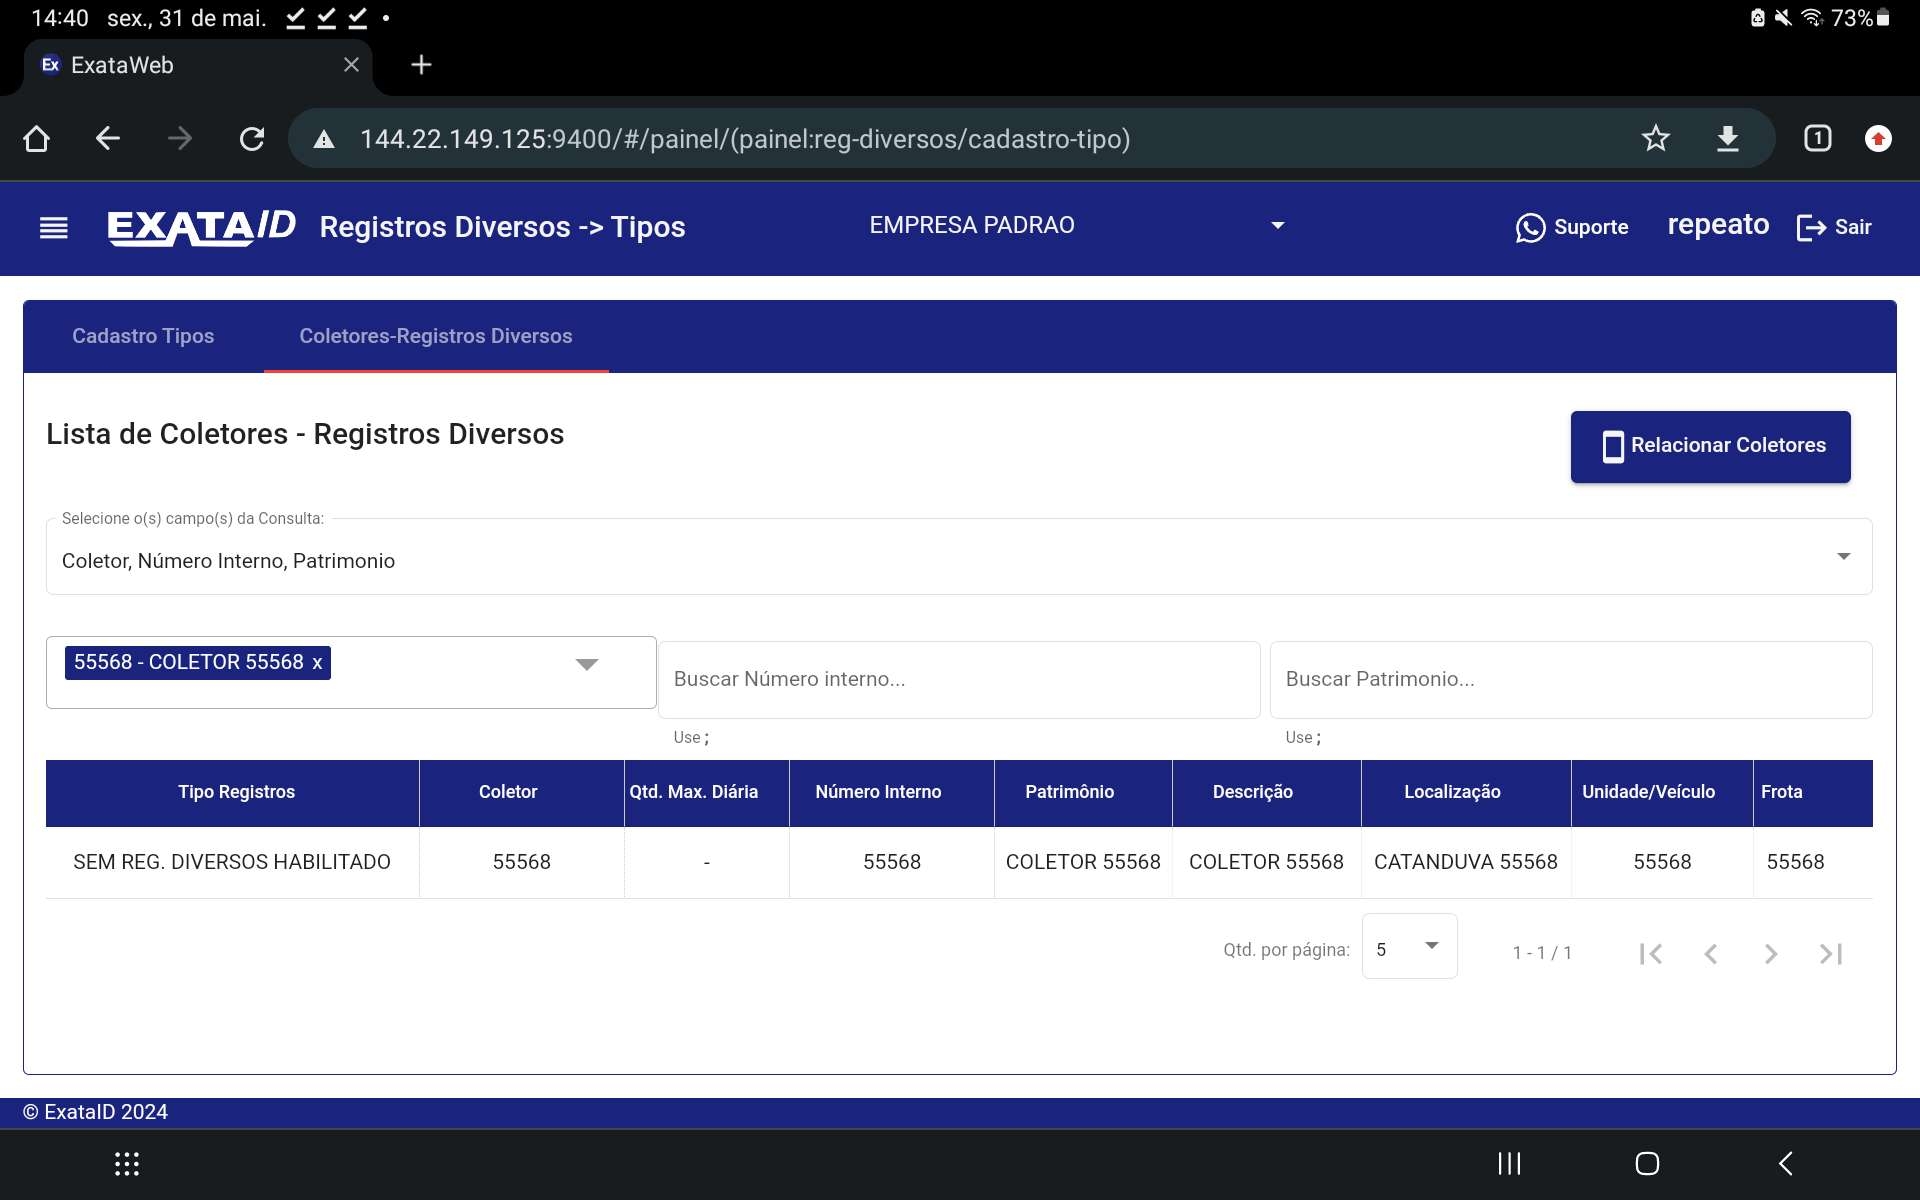 14:40 sex., 31 de mai. 73%
Ex ExataWeb
144.22.149.125:9400/#/painel/(painel:reg-diversos/cadastro-tipo) 1
EXATAID Registros Diversos -> Tipos EMPRESA PADRAO Suporte repeato Sair
Cadastro Tipos Coletores-Registros Diversos
Lista de Coletores - Registros Diversos
Relacionar Coletores
Selecione o(s) campo(s) da Consulta:
Coletor, Número Interno, Patrimonio
55568 - COLETOR 55568 x
Buscar Número interno... Buscar Patrimonio...
Use ; Use ;
Tipo Registros Coletor Qtd. Max. Diária Número Interno Patrimônio Descrição Localização Unidade/Veículo Frota
SEM REG. DIVERSOS HABILITADO 55568 - 55568 COLETOR 55568 COLETOR 55568 CATANDUVA 55568 55568 55568
Qtd. por página: 5 1 - 1 / 1
© ExataID 2024